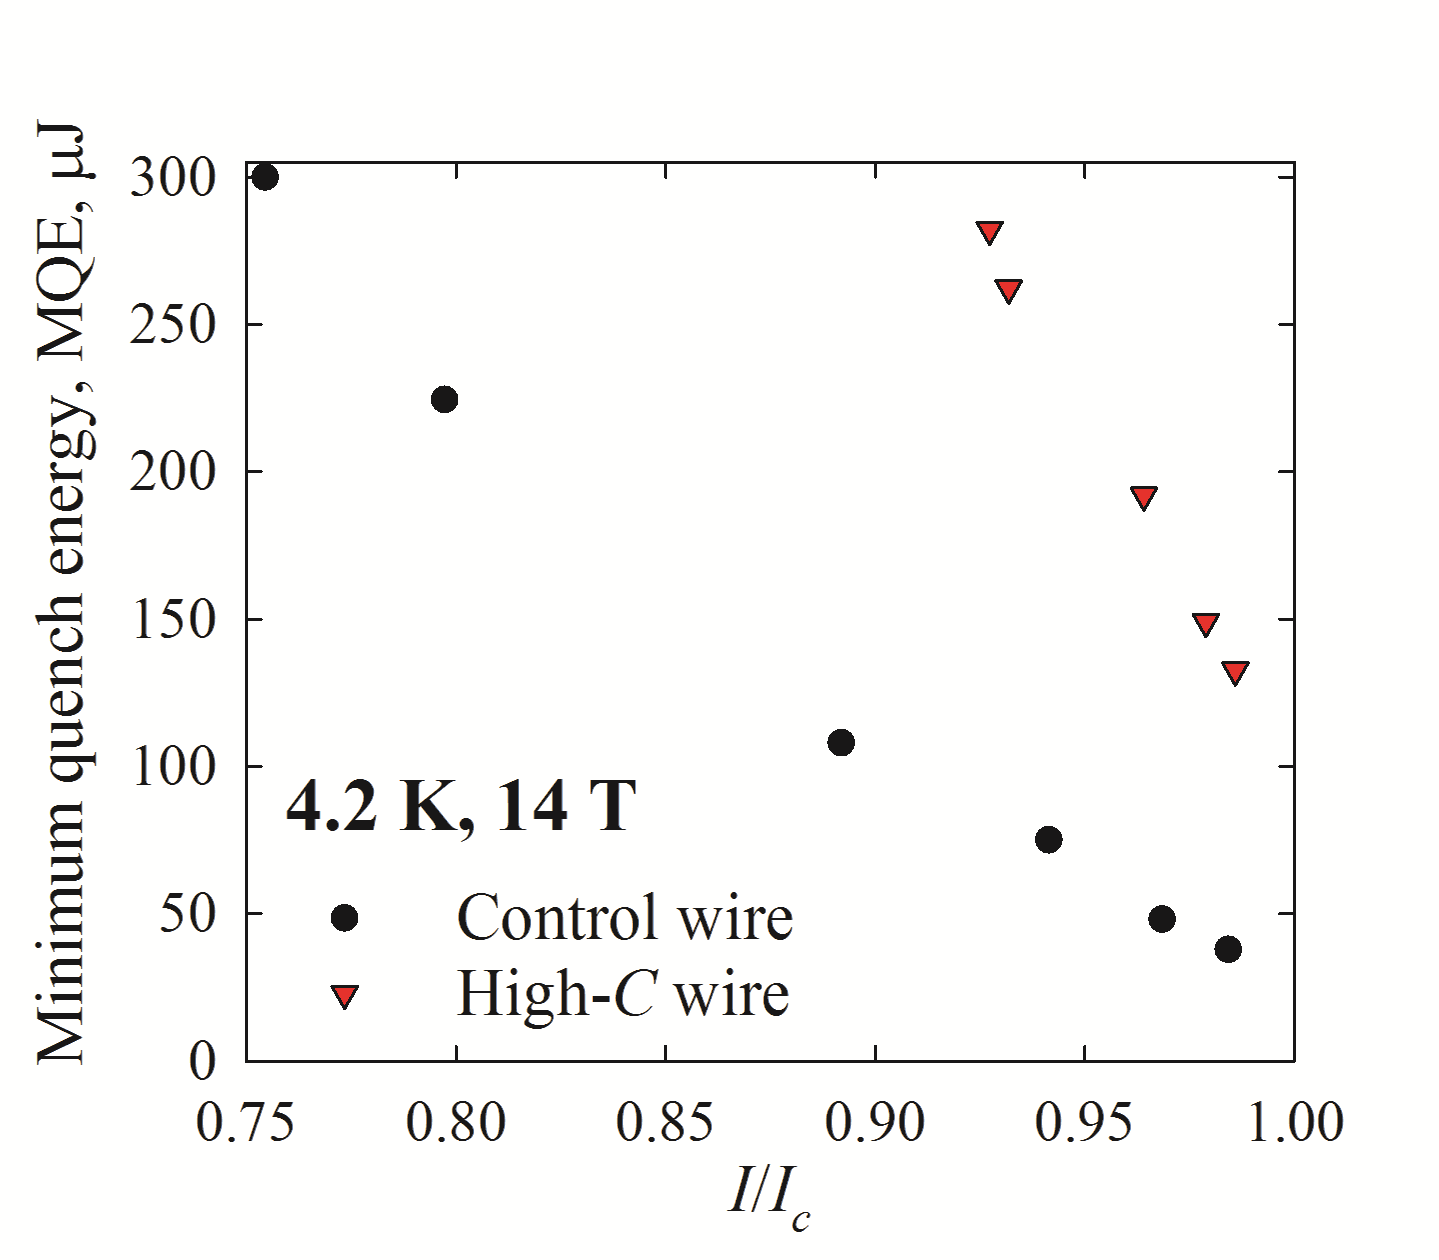 Minimum quench energy, MQE, μJ
300
250
200
150
100
50
0
4.2 K, 14 T
Control wire
High-C wire
0.75 0.80 0.85 0.90 0.95 1.00
I/Ic